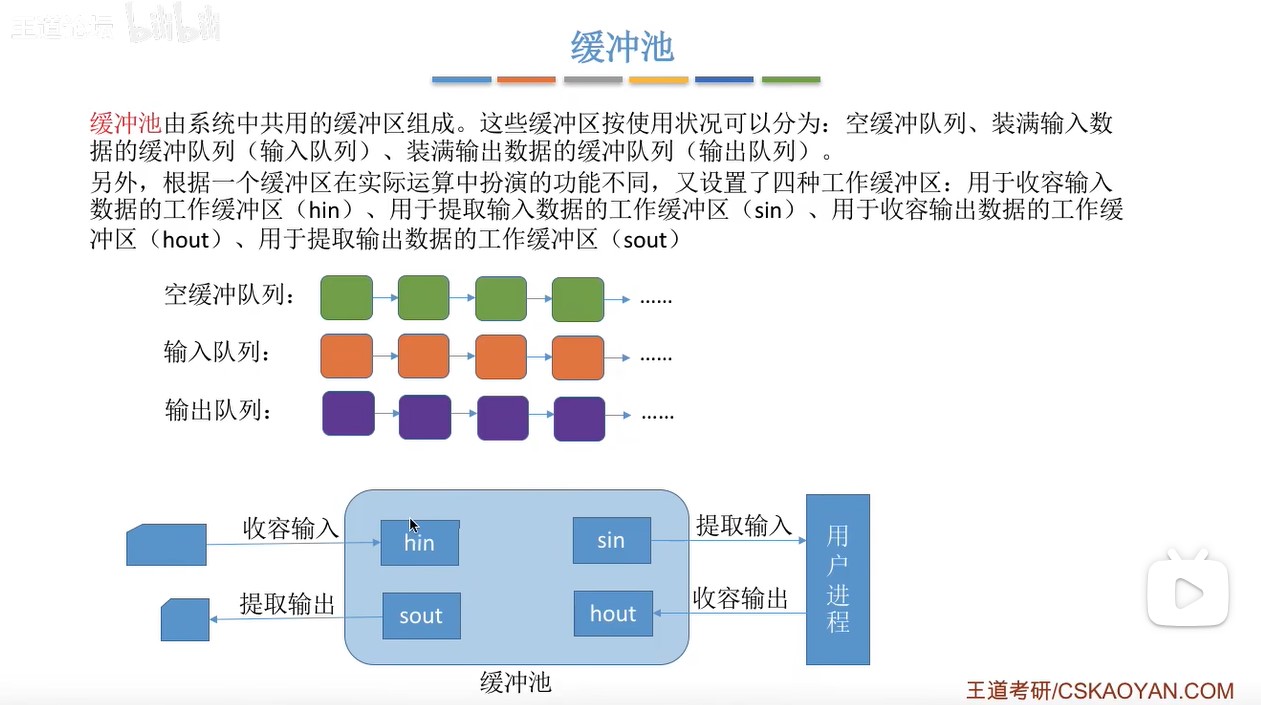 王道论坛 bilibili
缓冲池
缓冲池由系统中共用的缓冲区组成。这些缓冲区按使用状况可以分为：空缓冲队列、装满输入数
据的缓冲队列（输入队列）、装满输出数据的缓冲队列（输出队列）。
另外，根据一个缓冲区在实际运算中扮演的功能不同，又设置了四种工作缓冲区：用于收容输入
数据的工作缓冲区（hin）、用于提取输入数据的工作缓冲区（sin）、用于收容输出数据的工作缓
冲区（hout）、用于提取输出数据的工作缓冲区（sout）
空缓冲队列： ……
输入队列： ……
输出队列： ……
收容输入
hin
sin
提取输入
提取输出
sout
hout
收容输出
用户进程
缓冲池
王道考研/CSKAOYAN.COM